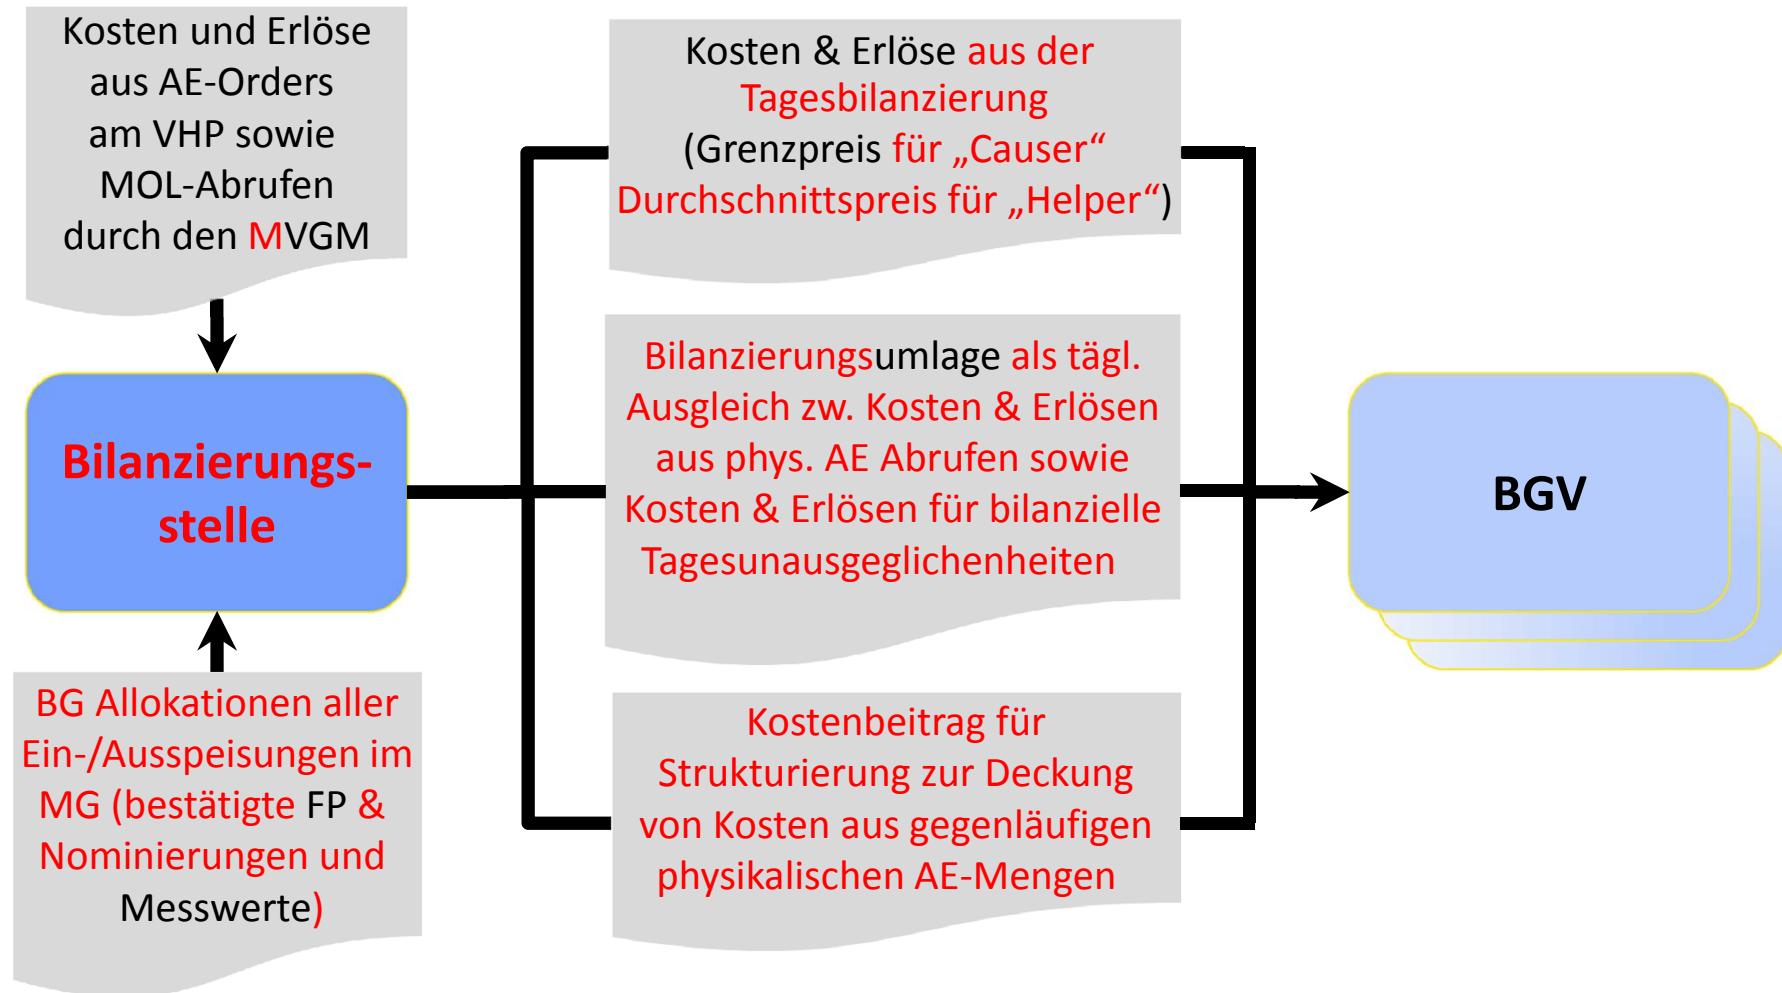 Kosten und Erlöse
aus AE-Orders
am VHP sowie
MOL-Abrufen
durch den MVGM
Bilanzierungs-
stelle
BG Allokationen aller
Ein-/Ausspeisungen im
MG (bestätigte FP &
Nominierungen und
Messwerte)
Kosten & Erlöse aus der
Tagesbilanzierung
(Grenzpreis für „Causer“
Durchschnittspreis für „Helper“)
Bilanzierungsumlage als tägl.
Ausgleich zw. Kosten & Erlösen
aus phys. AE Abrufen sowie
Kosten & Erlösen für bilanzielle
Tagesunausgeglichenheiten
Kostenbeitrag für
Strukturierung zur Deckung
von Kosten aus gegenläufigen
physikalischen AE-Mengen
BGV